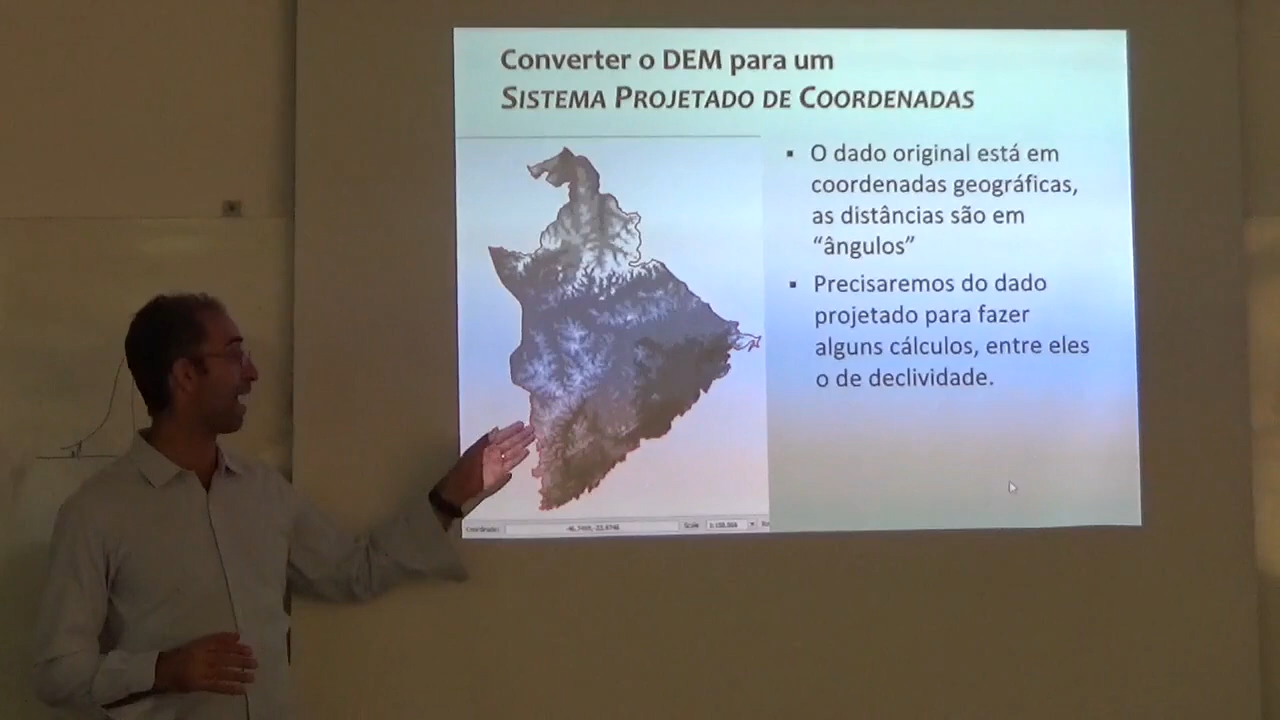 Converter o DEM para um
SISTEMA PROJETADO DE COORDENADAS
▪ O dado original está em
coordenadas geográficas,
as distâncias são em
“ângulos”
▪ Precisaremos do dado
projetado para fazer
alguns cálculos, entre eles
o de declividade.
Scale